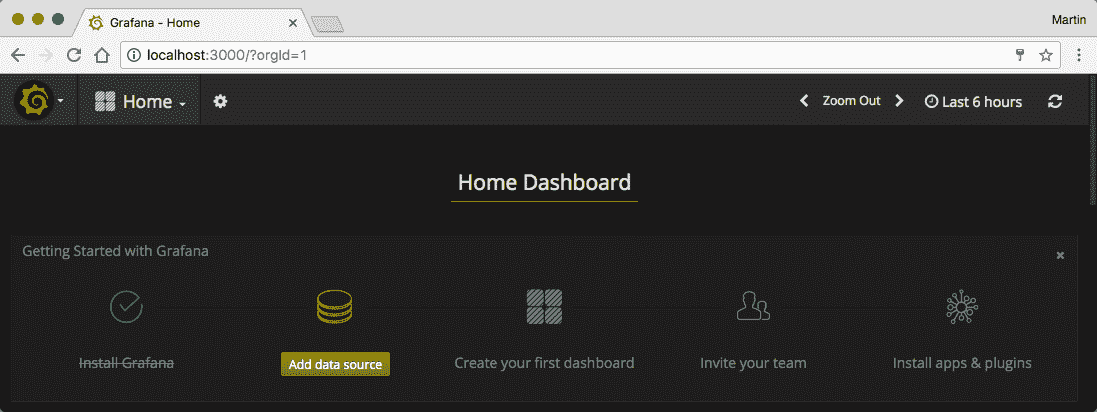 Grafana - Home
Martin
localhost:3000/?orgId=1
Home
Zoom Out
Last 6 hours
Home Dashboard
Getting Started with Grafana
Install Grafana
Add data source
Create your first dashboard
Invite your team
Install apps & plugins